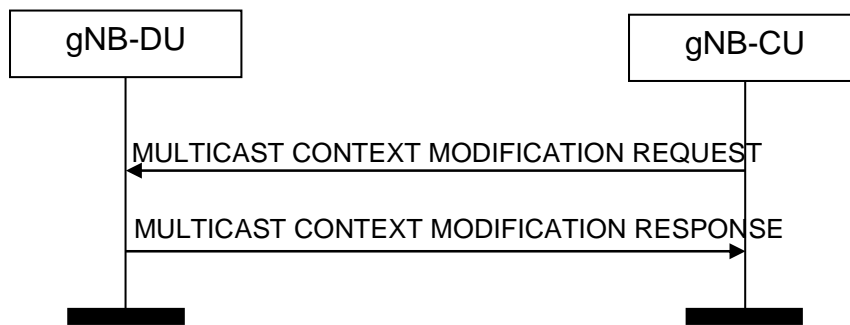 gNB-DU
gNB-CU
MULTICAST CONTEXT MODIFICATION REQUEST
MULTICAST CONTEXT MODIFICATION RESPONSE